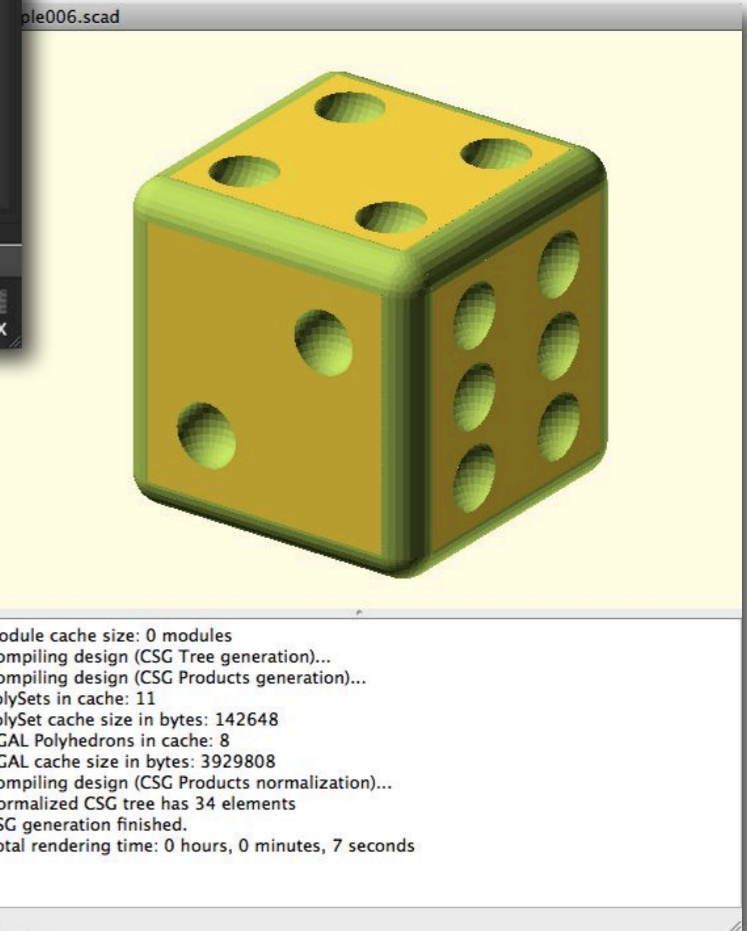 ple006.scad
X
odule cache size: 0 modules
ompiling design (CSG Tree generation)...
ompiling design (CSG Products generation)...
olySets in cache: 11
olySet cache size in bytes: 142648
GAL Polyhedrons in cache: 8
GAL cache size in bytes: 3929808
ompiling design (CSG Products normalization)...
ormalized CSG tree has 34 elements
SG generation finished.
otal rendering time: 0 hours, 0 minutes, 7 seconds